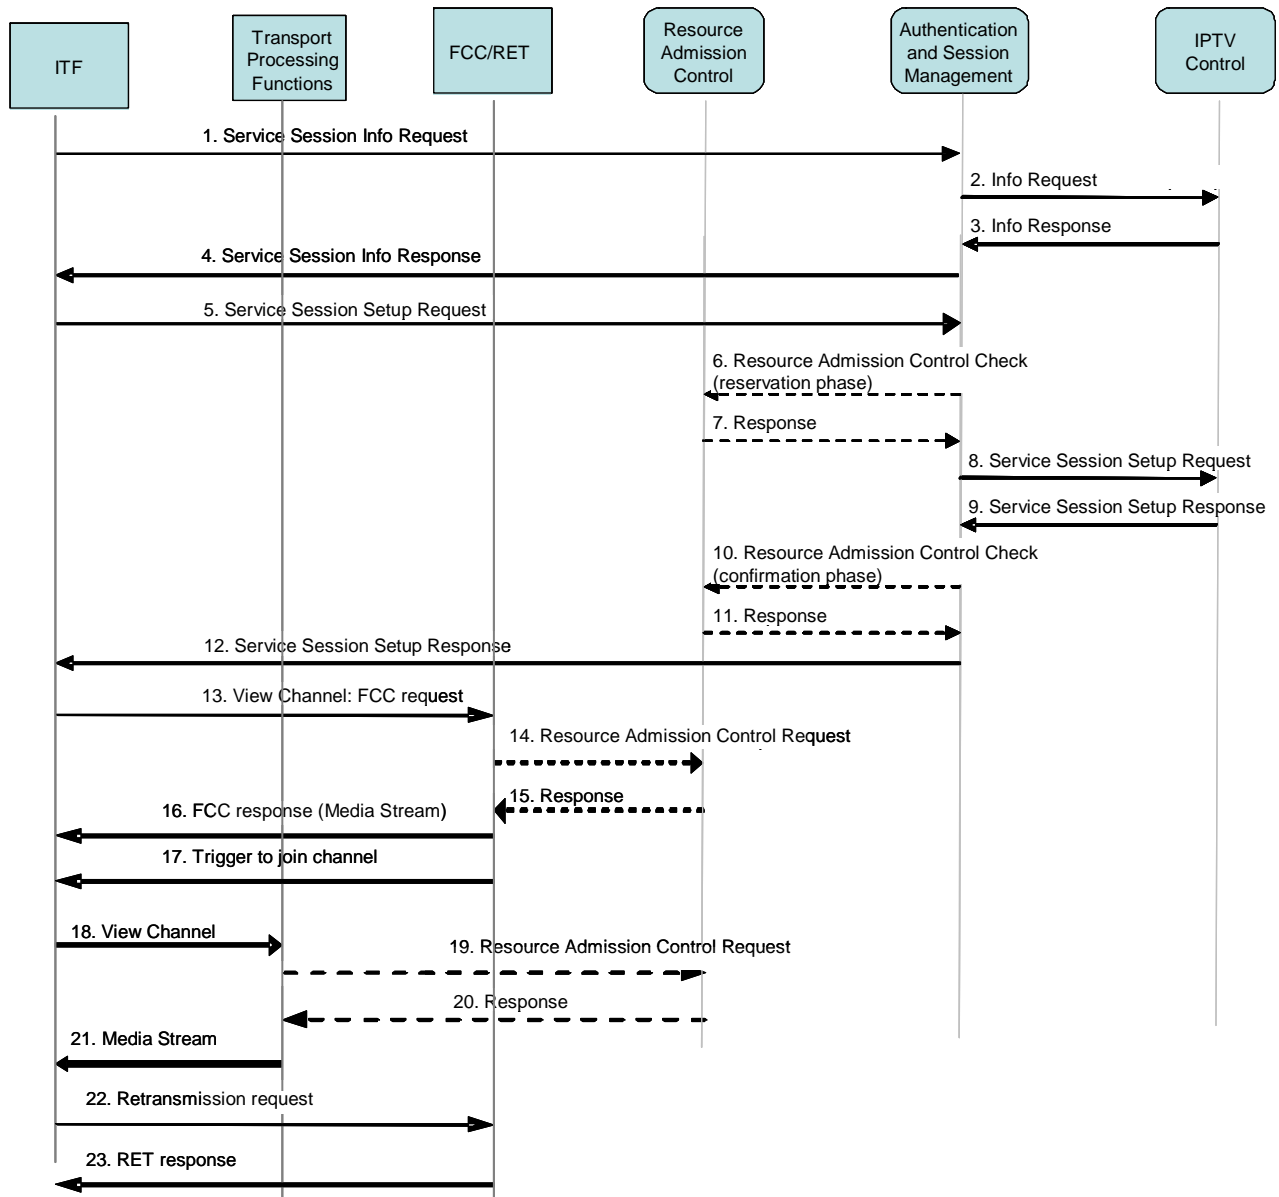 ITF
Transport
Processing
Functions
FCC/RET
Resource
Admission
Control
Authentication
and Session
Management
IPTV
Control
1. Service Session Info Request
2. Info Request
3. Info Response
4. Service Session Info Response
5. Service Session Setup Request
6. Resource Admission Control Check
(reservation phase)
7. Response
8. Service Session Setup Request
9. Service Session Setup Response
10. Resource Admission Control Check
(confirmation phase)
11. Response
12. Service Session Setup Response
13. View Channel: FCC request
14. Resource Admission Control Request
15. Response
16. FCC response (Media Stream)
17. Trigger to join channel
18. View Channel
19. Resource Admission Control Request
20. Response
21. Media Stream
22. Retransmission request
23. RET response